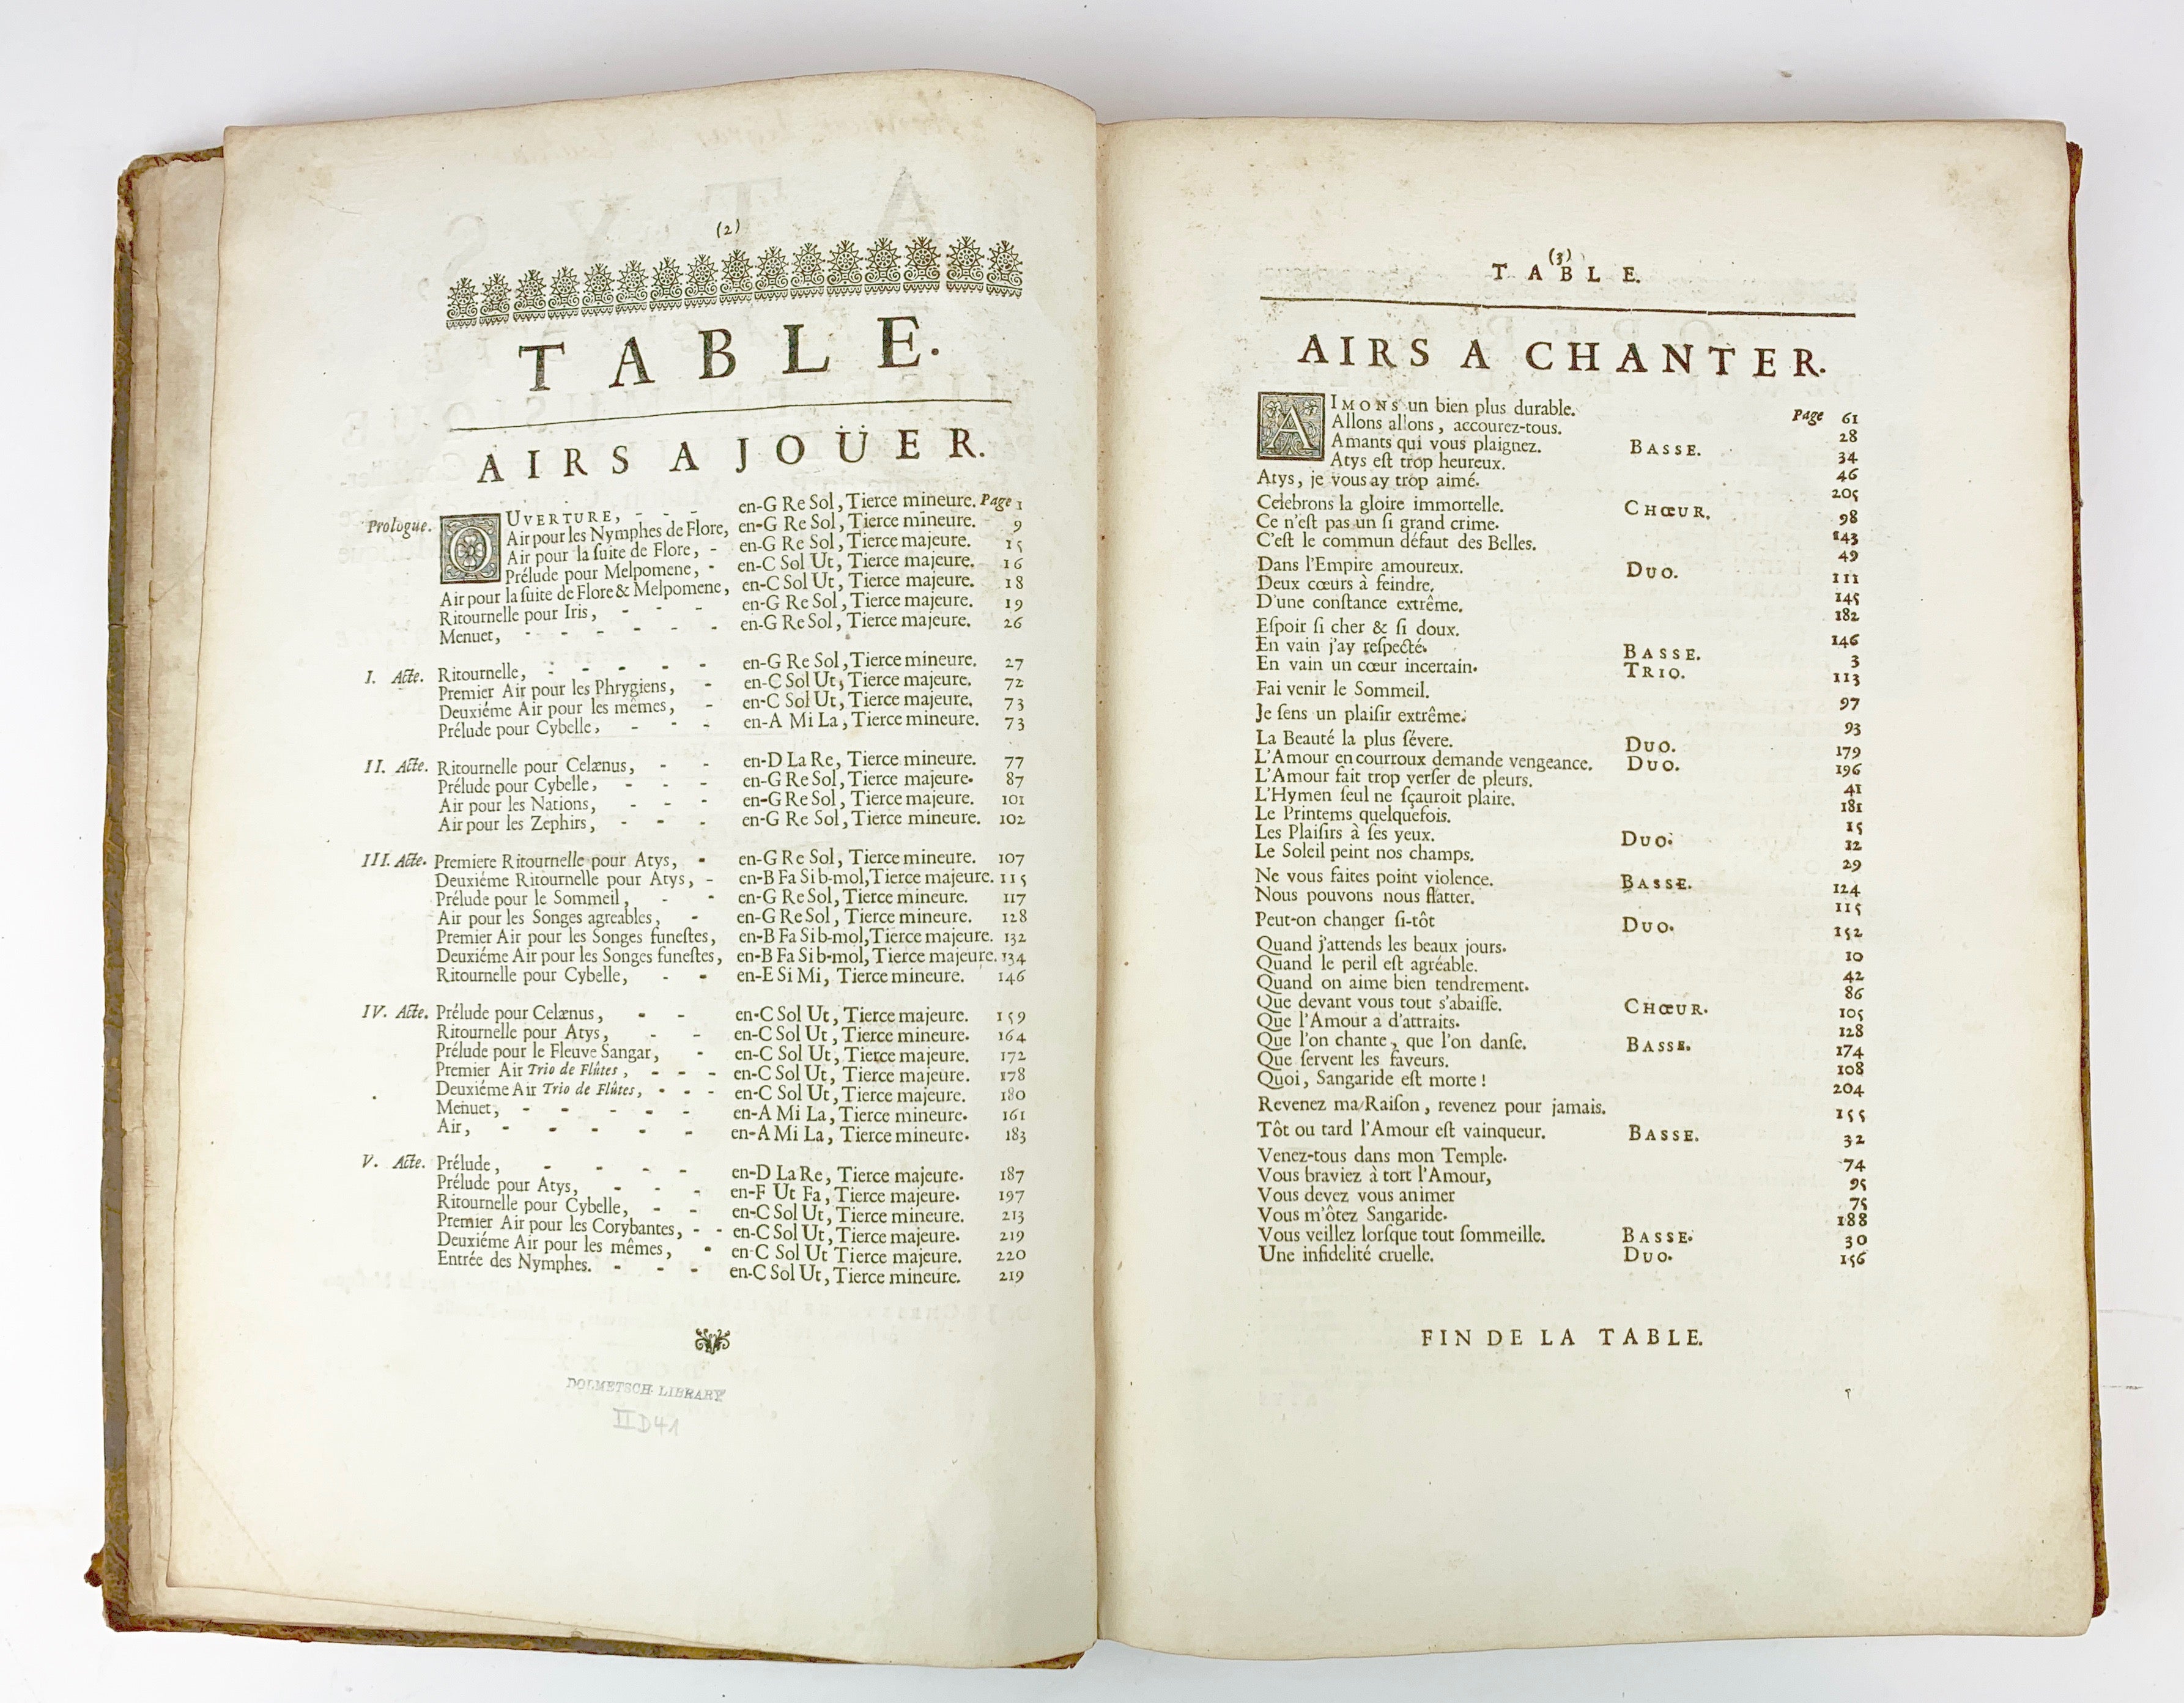 (2)
TABLE.
AIRS A JOÜER.
Prologue. OUVERTURE, - - - en-G Re Sol, Tierce mineure. Page 1
Air pour les Nymphes de Flore, en-G Re Sol, Tierce mineure. 9
Air pour la ſuite de Flore, - en-G Re Sol, Tierce majeure. 15
Prélude pour Melpomene, - en-C Sol Ut, Tierce majeure. 16
Air pour la ſuite de Flore & Melpomene, en-C Sol Ut, Tierce majeure. 18
Ritournelle pour Iris, - - - en-G Re Sol, Tierce majeure. 19
Menuet, - - - - - - en-G Re Sol, Tierce majeure. 26
I. Acte. Ritournelle, - - - - - en-G Re Sol, Tierce mineure. 27
Premier Air pour les Phrygiens, - en-C Sol Ut, Tierce majeure. 72
Deuxiéme Air pour les mêmes, - en-C Sol Ut, Tierce majeure. 73
Prélude pour Cybelle, - - - en-A Mi La, Tierce mineure. 73
II. Acte. Ritournelle pour Celænus, - - en-D La Re, Tierce mineure. 77
Prélude pour Cybelle, - - - en-G Re Sol, Tierce majeure. 87
Air pour les Nations, - - - en-G Re Sol, Tierce majeure. 101
Air pour les Zephirs, - - - en-G Re Sol, Tierce mineure. 102
III. Acte. Premiere Ritournelle pour Atys, - en-G Re Sol, Tierce mineure. 107
Deuxiéme Ritournelle pour Atys, - en-B Fa Si b-mol, Tierce majeure. 115
Prélude pour le Sommeil, - - en-G Re Sol, Tierce mineure. 117
Air pour les Songes agreables, - en-G Re Sol, Tierce mineure. 128
Premier Air pour les Songes funeſtes, en-B Fa Si b-mol, Tierce majeure. 132
Deuxiéme Air pour les Songes funeſtes, en-B Fa Si b-mol, Tierce majeure. 134
Ritournelle pour Cybelle, - - en-E Si Mi, Tierce mineure. 146
IV. Acte. Prélude pour Celænus, - - en-C Sol Ut, Tierce majeure. 159
Ritournelle pour Atys, - - en-C Sol Ut, Tierce mineure. 164
Prélude pour le Fleuve Sangar, - en-C Sol Ut, Tierce majeure. 172
Premier Air Trio de Flûtes, - - - en-C Sol Ut, Tierce majeure. 178
Deuxiéme Air Trio de Flûtes, - - - en-C Sol Ut, Tierce majeure. 180
Menuet, - - - - - en-A Mi La, Tierce mineure. 161
Air, - - - - - en-A Mi La, Tierce mineure. 183
V. Acte. Prélude, - - - - en-D La Re, Tierce majeure. 187
Prélude pour Atys, - - - en-F Ut Fa, Tierce majeure. 197
Ritournelle pour Cybelle, - - en-C Sol Ut, Tierce mineure. 213
Premier Air pour les Corybantes, - - en-C Sol Ut, Tierce majeure. 219
Deuxiéme Air pour les mêmes, - en-C Sol Ut Tierce majeure. 220
Entrée des Nymphes. - - - en-C Sol Ut, Tierce mineure. 219
DOLMETSCH LIBRARY
II D41
(3)
TABLE.
AIRS A CHANTER.
AIMONS un bien plus durable. Page 61
Allons allons, accourez-tous. 28
Amants qui vous plaignez. BASSE. 34
Atys eſt trop heureux. 46
Atys, je vous ay trop aimé. 205
Celebrons la gloire immortelle. CHŒUR. 98
Ce n'eſt pas un ſi grand crime. 143
C'eſt le commun défaut des Belles. 49
Dans l'Empire amoureux. DUO. 111
Deux cœurs à feindre. 145
D'une conſtance extrême. 182
Eſpoir ſi cher & ſi doux. 146
En vain j'ay reſpecté. BASSE. 3
En vain un cœur incertain. TRIO. 113
Fai venir le Sommeil. 97
Je ſens un plaiſir extrême. 93
La Beauté la plus ſévere. DUO. 179
L'Amour en courroux demande vengeance. DUO. 196
L'Amour fait trop verſer de pleurs. 41
L'Hymen ſeul ne ſçauroit plaire. 181
Le Printems quelquefois. 15
Les Plaiſirs à ſes yeux. DUO. 12
Le Soleil peint nos champs. 29
Ne vous faites point violence. BASSE. 124
Nous pouvons nous flatter. 115
Peut-on changer ſi-tôt DUO. 152
Quand j'attends les beaux jours. 10
Quand le peril eſt agréable. 42
Quand on aime bien tendrement. 86
Que devant vous tout s'abaiſſe. CHŒUR. 105
Que l'Amour a d'attraits. 128
Que l'on chante, que l'on danſe. BASSE. 174
Que ſervent les faveurs. 108
Quoi, Sangaride eſt morte! 204
Revenez ma Raiſon, revenez pour jamais. 155
Tôt ou tard l'Amour eſt vainqueur. BASSE. 32
Venez-tous dans mon Temple. 74
Vous braviez à tort l'Amour, 95
Vous devez vous animer 75
Vous m'ôtez Sangaride. 188
Vous veillez lorſque tout ſommeille. BASSE. 30
Une infidelité cruelle. DUO. 156
FIN DE LA TABLE.